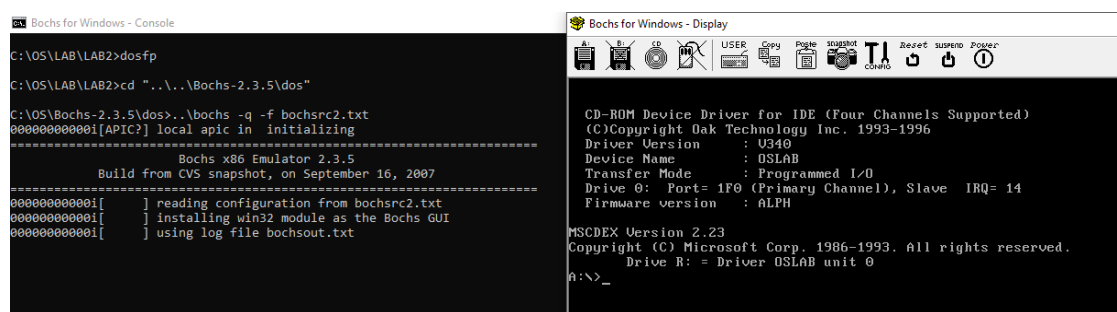 Bochs for Windows - Console
C:\OS\LAB\LAB2>dosfp
C:\OS\LAB\LAB2>cd "..\..\Bochs-2.3.5\dos"
C:\OS\Bochs-2.3.5\dos>..\bochs -q -f bochsrc2.txt
00000000000i[APIC?] local apic in  initializing
========================================================================
Bochs x86 Emulator 2.3.5
Build from CVS snapshot, on September 16, 2007
========================================================================
00000000000i[     ] reading configuration from bochsrc2.txt
00000000000i[     ] installing win32 module as the Bochs GUI
00000000000i[     ] using log file bochsout.txt
Bochs for Windows - Display
A: B: CD USER Copy Paste snapshot CONFIG Reset SUSPEND Power
CD-ROM Device Driver for IDE (Four Channels Supported)
(C)Copyright Oak Technology Inc. 1993-1996
Driver Version : V340
Device Name : OSLAB
Transfer Mode : Programmed I/O
Drive 0: Port= 1F0 (Primary Channel), Slave IRQ= 14
Firmware version : ALPH
MSCDEX Version 2.23
Copyright (C) Microsoft Corp. 1986-1993. All rights reserved.
Drive R: = Driver OSLAB unit 0
A:\>_